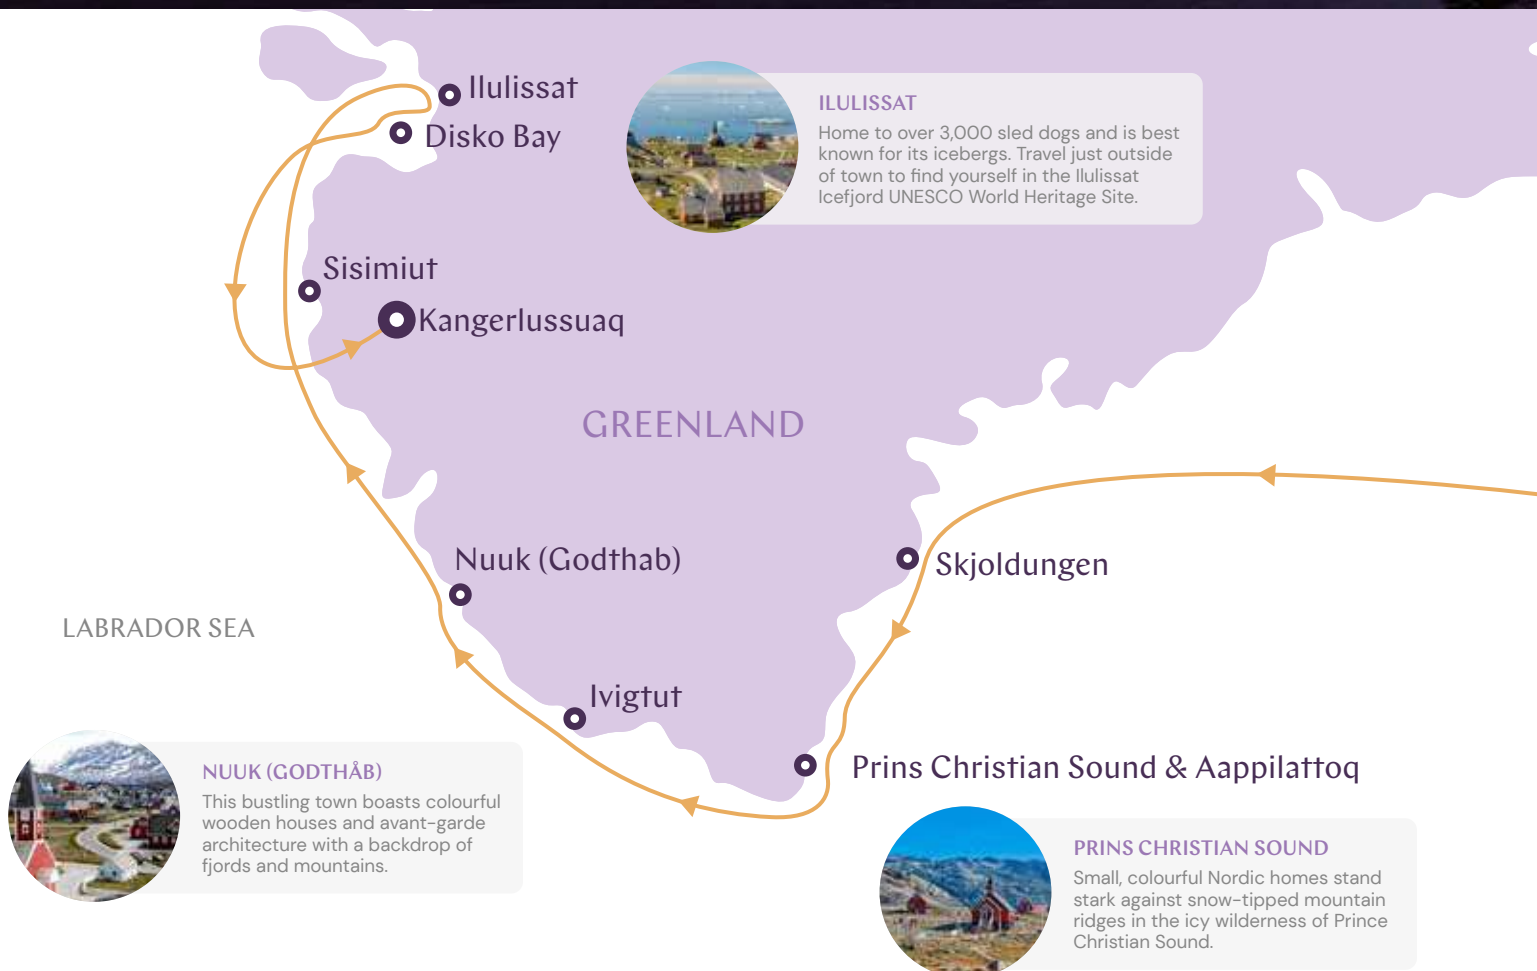 Ilulissat
Disko Bay
ILULISSAT
Home to over 3,000 sled dogs and is best
known for its icebergs. Travel just outside
of town to find yourself in the Ilulissat
Icefjord UNESCO World Heritage Site.
Sisimiut
Kangerlussuaq
GREENLAND
Nuuk (Godthab)
Skjoldungen
LABRADOR SEA
Ivigtut
Prins Christian Sound & Aappilattoq
NUUK (GODTHÅB)
This bustling town boasts colourful
wooden houses and avant-garde
architecture with a backdrop of
fjords and mountains.
PRINS CHRISTIAN SOUND
Small, colourful Nordic homes stand
stark against snow-tipped mountain
ridges in the icy wilderness of Prince
Christian Sound.